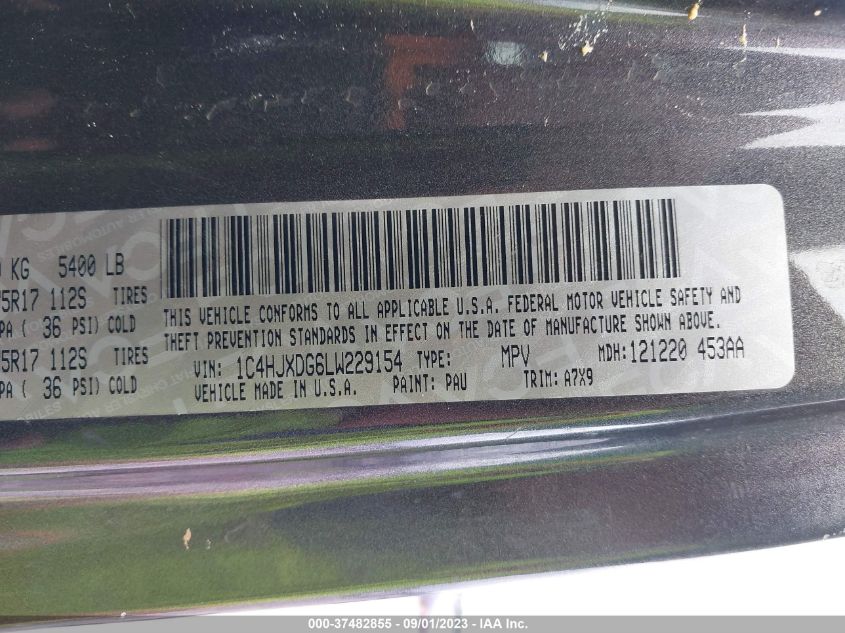 0 KG 5400 LB
5R17 112S TIRES
PA ( 36 PSI) COLD
5R17 112S TIRES
PA ( 36 PSI) COLD
THIS VEHICLE CONFORMS TO ALL APPLICABLE U.S.A. FEDERAL MOTOR VEHICLE SAFETY AND
THEFT PREVENTION STANDARDS IN EFFECT ON THE DATE OF MANUFACTURE SHOWN ABOVE.
VIN: 1C4HJXDG6LW229154 TYPE: MPV MDH:121220 453AA
VEHICLE MADE IN U.S.A. PAINT: PAU TRIM: A7X9
000-37482855 - 09/01/2023 - IAA Inc.